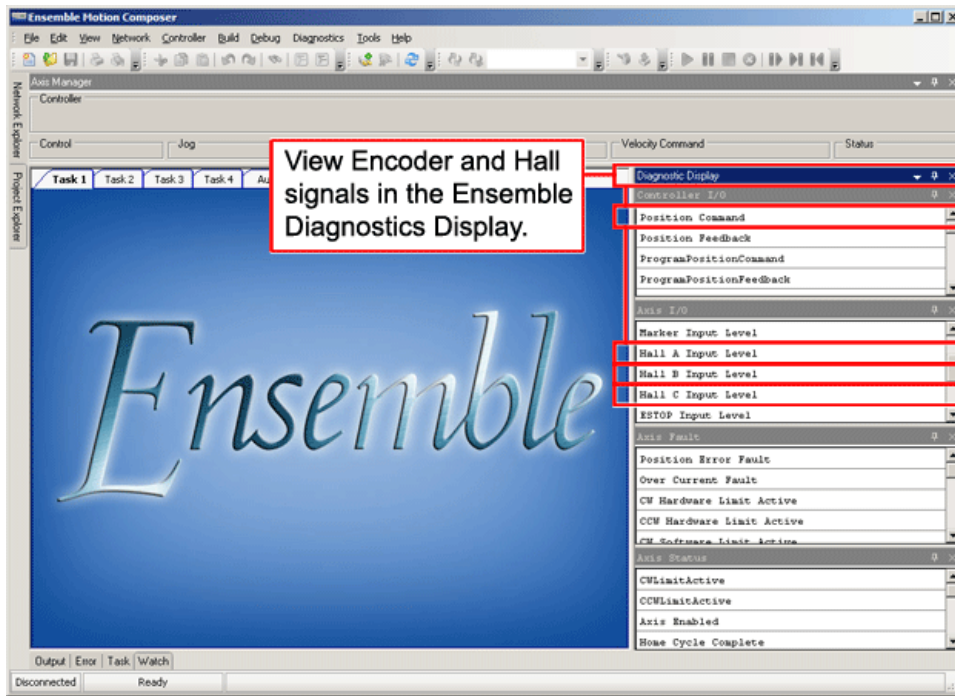 Ensemble Motion Composer
File Edit View Network Controller Build Debug Diagnostics Tools Help
Axis Manager
Network Explorer
Project Explorer
Controller
Control
Jog
Velocity Command
Status
Task 1 Task 2 Task 3 Task 4 Au
View Encoder and Hall
signals in the Ensemble
Diagnostics Display.
Ensemble
Diagnostic Display
Controller I/O
Position Command
Position Feedback
ProgramPositionCommand
ProgramPositionFeedback
Axis I/O
Marker Input Level
Hall A Input Level
Hall B Input Level
Hall C Input Level
ESTOP Input Level
Axis Fault
Position Error Fault
Over Current Fault
CW Hardware Limit Active
CCW Hardware Limit Active
CW Software Limit Active
Axis Status
CWLimitActive
CCWLimitActive
Axis Enabled
Home Cycle Complete
Output Error Task Watch
Disconnected Ready